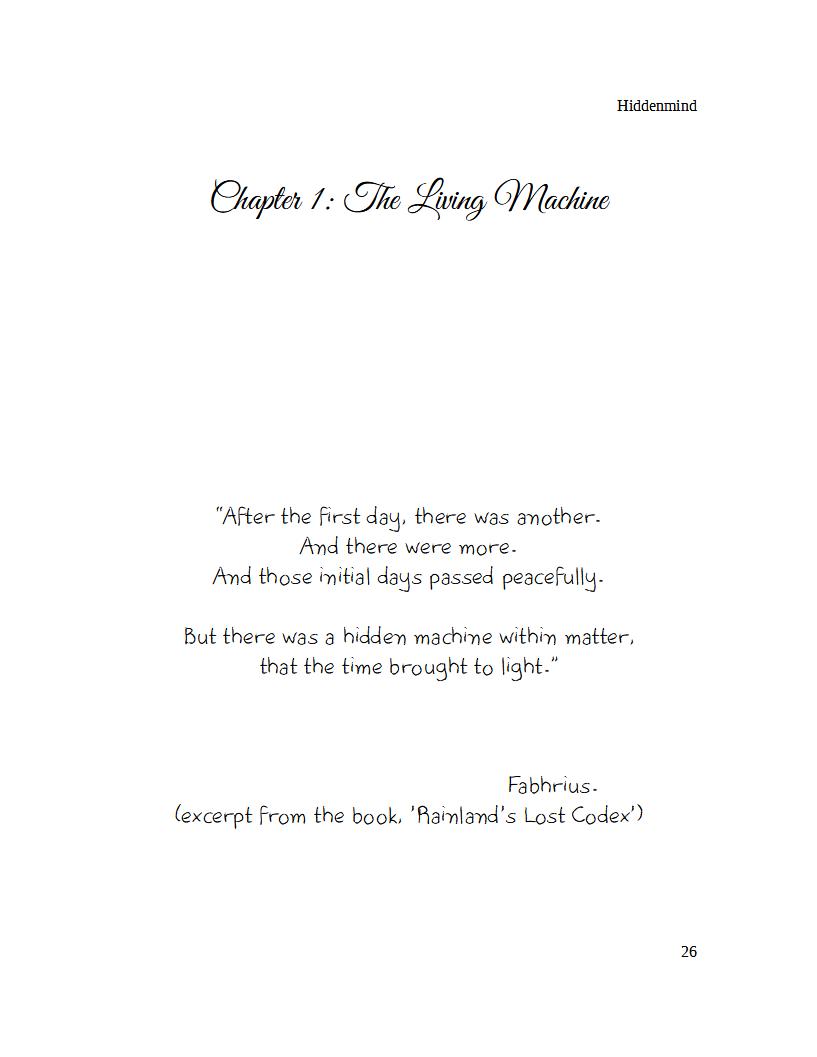 Hiddenmind
Chapter 1: The Living Machine
“After the first day, there was another.
And there were more.
And those initial days passed peacefully.
But there was a hidden machine within matter,
that the time brought to light.”
Fabhrius.
(excerpt from the book, 'Rainland's Lost Codex')
26